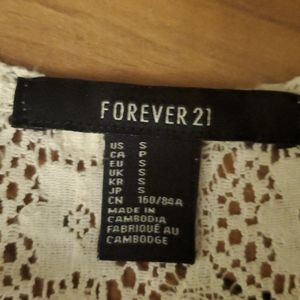 FOREVER 21
US S
CA P
EU S
UK S
KR S
JP S
CN 160/84A
MADE IN
CAMBODIA
FABRIQUÉ AU
CAMBODGE